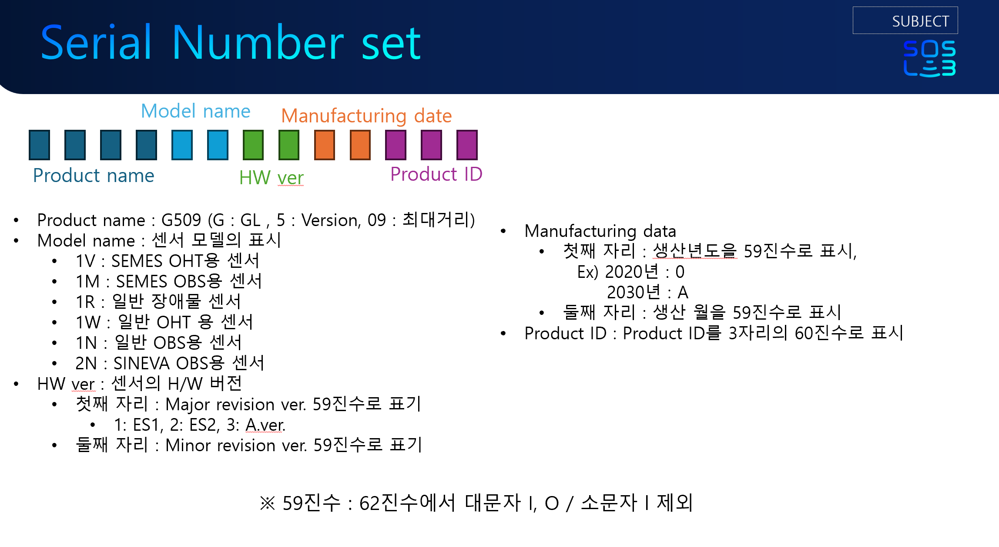 Serial Number set
SUBJECT
SOS
L 3
Model name
Manufacturing date
Product name
HW ver
Product ID
• Product name : G509 (G : GL , 5 : Version, 09 : 최대거리)
• Model name : 센서 모델의 표시
• 1V : SEMES OHT용 센서
• 1M : SEMES OBS용 센서
• 1R : 일반 장애물 센서
• 1W : 일반 OHT 용 센서
• 1N : 일반 OBS용 센서
• 2N : SINEVA OBS용 센서
• HW ver : 센서의 H/W 버전
• 첫째 자리 : Major revision ver. 59진수로 표기
• 1: ES1, 2: ES2, 3: A.ver.
• 둘째 자리 : Minor revision ver. 59진수로 표기
• Manufacturing data
• 첫째 자리 : 생산년도을 59진수로 표시,
Ex) 2020년 : 0
2030년 : A
• 둘째 자리 : 생산 월을 59진수로 표시
• Product ID : Product ID를 3자리의 60진수로 표시
※ 59진수 : 62진수에서 대문자 I, O / 소문자 l 제외